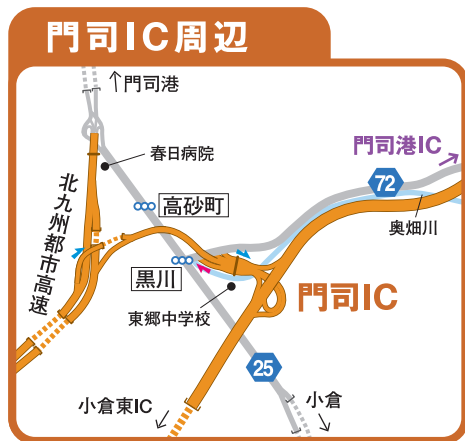 門司IC周辺
↑門司港
春日病院
門司港IC
72
高砂町
北九州都市高速
奥畑川
黒川
門司IC
東郷中学校
25
小倉東IC
小倉